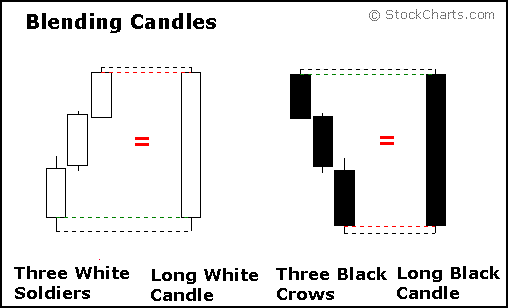 © StockCharts.com
Blending Candles
=
=
Three White
Soldiers
Long White
Candle
Three Black
Crows
Long Black
Candle